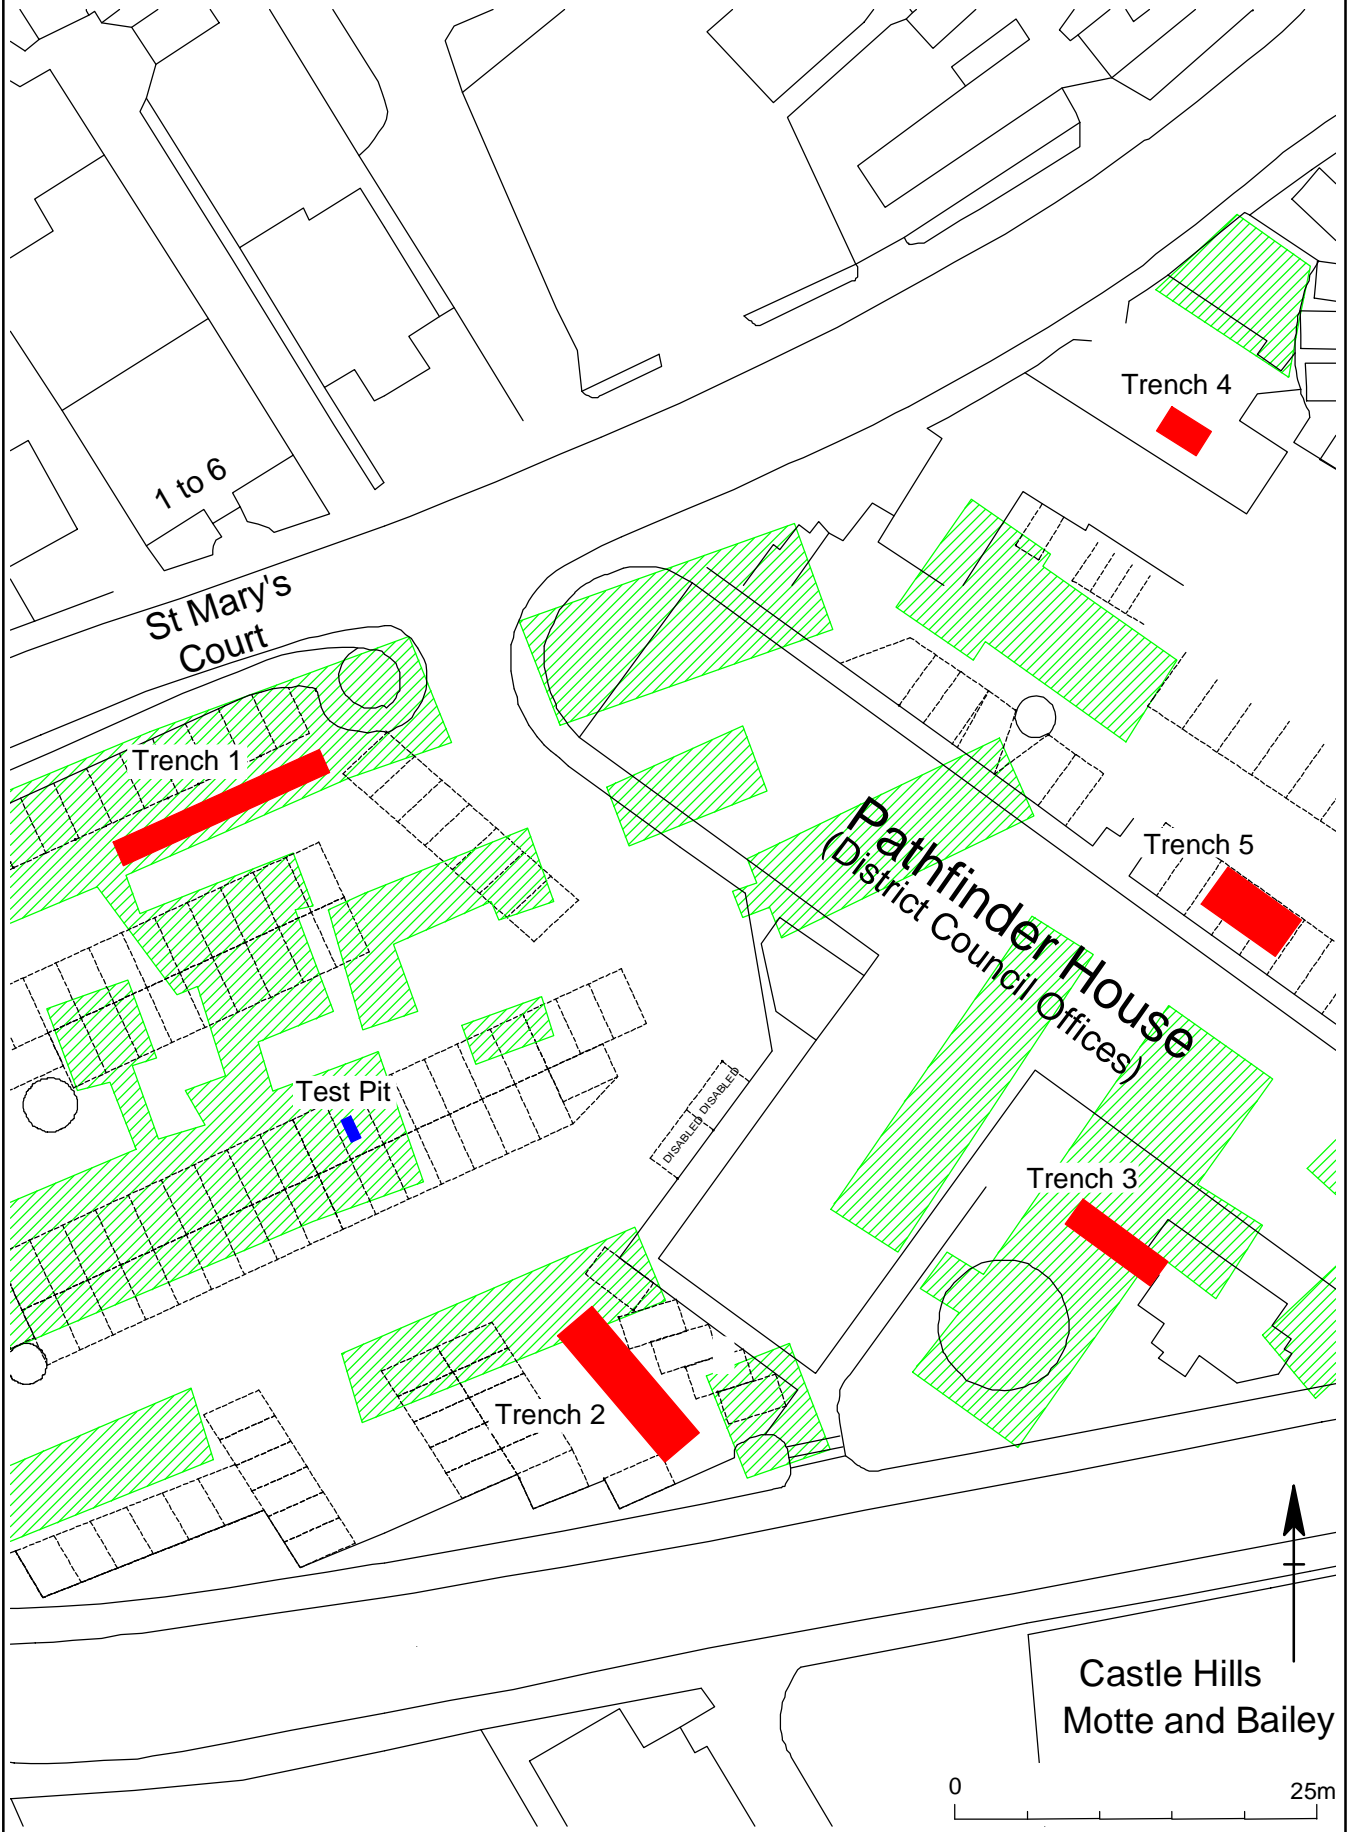 Trench 4
1 to 6
St Mary's
Court
Trench 1
Pathfinder House
(District Council Offices)
Trench 5
Test Pit
DISABLED
DISABLED
Trench 3
Trench 2
Castle Hills
Motte and Bailey
0
25m